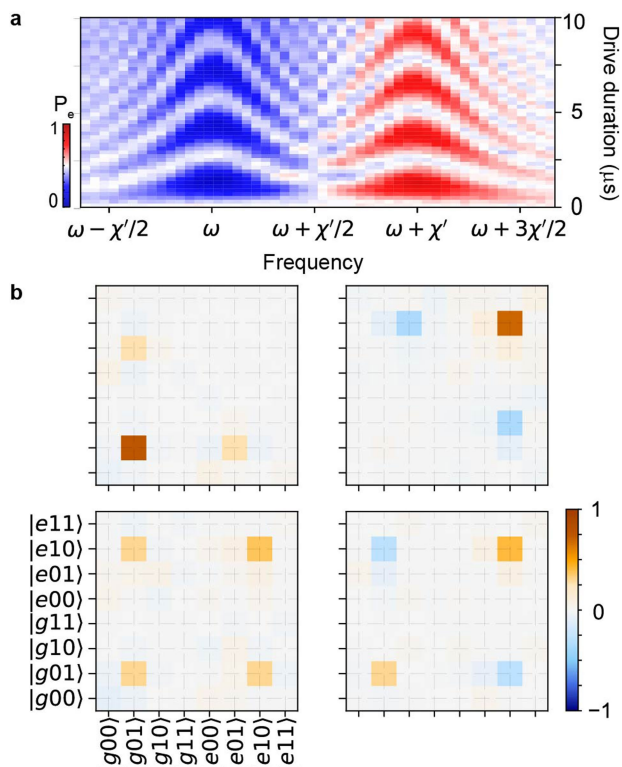 a
P_e
1
0
10
5
0
Drive duration (μs)
ω − χ′/2
ω
ω + χ′/2
ω + χ′
ω + 3χ′/2
Frequency
b
|e11⟩
|e10⟩
|e01⟩
|e00⟩
|g11⟩
|g10⟩
|g01⟩
|g00⟩
g00⟩
g01⟩
g10⟩
g11⟩
e00⟩
e01⟩
e10⟩
e11⟩
1
0
−1